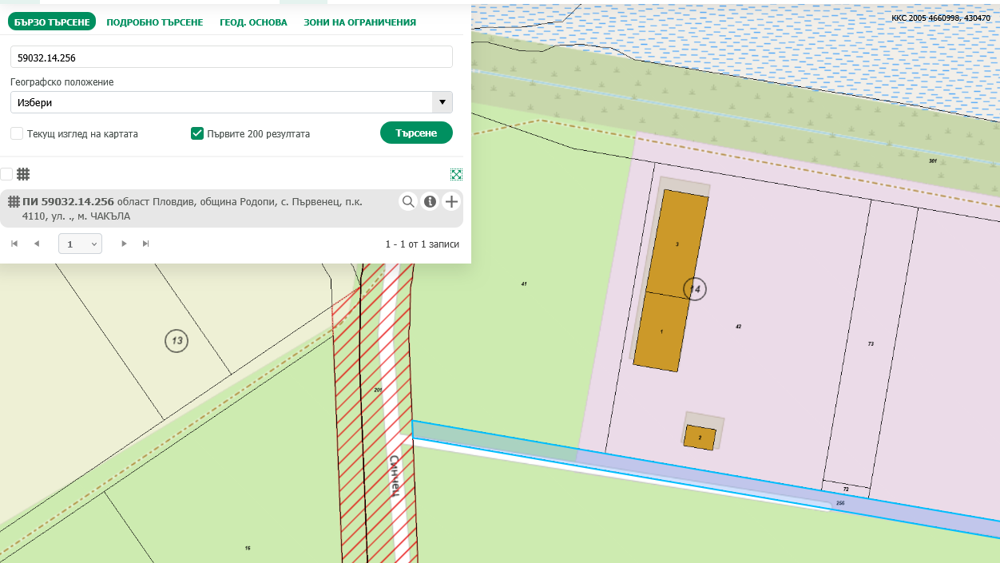 БЪРЗО ТЪРСЕНЕ ПОДРОБНО ТЪРСЕНЕ ГЕОД. ОСНОВА ЗОНИ НА ОГРАНИЧЕНИЯ
ККС 2005 4660998, 430470
59032.14.256
Географско положение
Избери
Текущ изглед на картата Първите 200 резултата Търсене
ПИ 59032.14.256 област Пловдив, община Родопи, с. Първенец, п.к.
4110, ул. ., м. ЧАКЪЛА
1 1 - 1 от 1 записи
301
3
41
14
1
42
13
73
201
2
Синчец
72
256
16